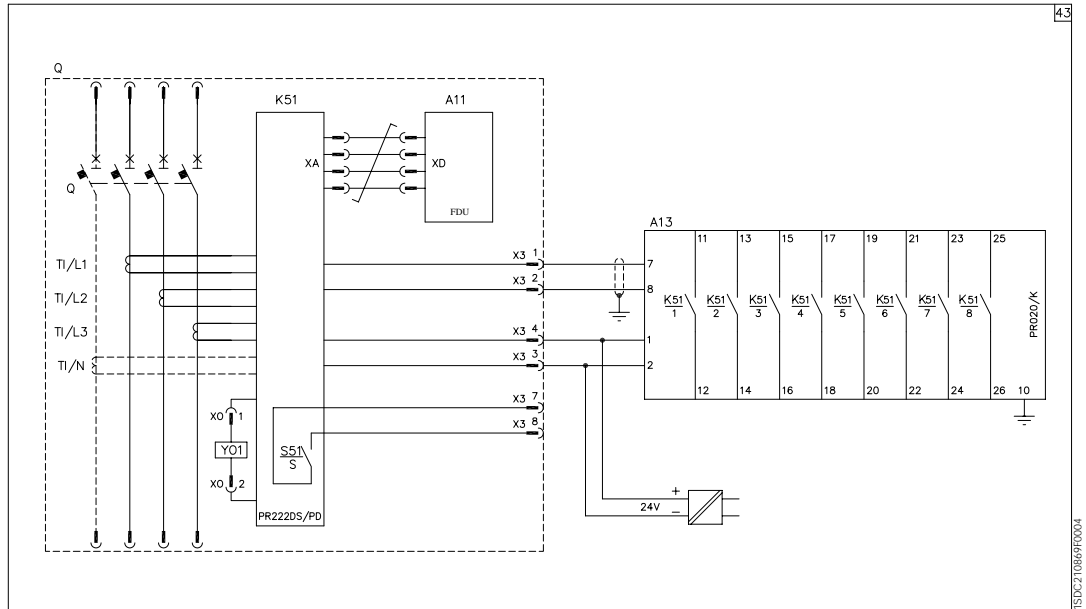 43
Q
K51
A11
XA
XD
FDU
Q
TI/L1
TI/L2
TI/L3
TI/N
X3 1
X3 2
X3 4
X3 3
X3 7
X3 8
XO 1
YO1
XO 2
S51
S
PR222DS/PD
A13
7
8
1
2
11 13 15 17 19 21 23 25
K51 K51 K51 K51 K51 K51 K51 K51
1 2 3 4 5 6 7 8
12 14 16 18 20 22 24 26 10
PR020/K
+
24V
−
1SDC210869F0004